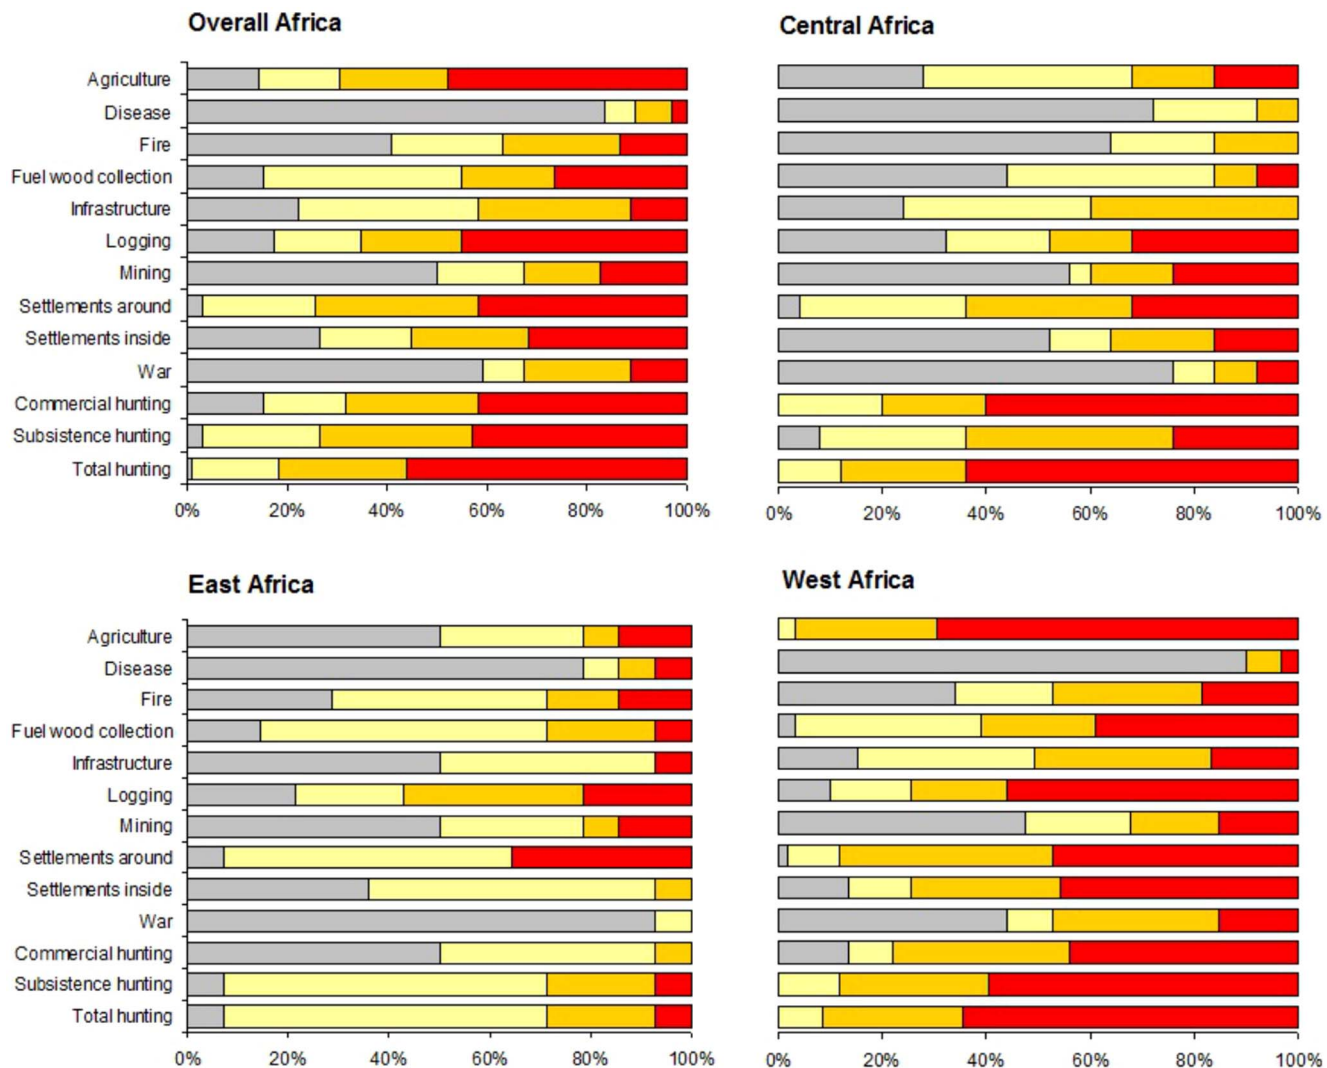 Overall Africa
Agriculture
Disease
Fire
Fuel wood collection
Infrastructure
Logging
Mining
Settlements around
Settlements inside
War
Commercial hunting
Subsistence hunting
Total hunting
0% 20% 40% 60% 80% 100%
Central Africa
0% 20% 40% 60% 80% 100%
East Africa
Agriculture
Disease
Fire
Fuel wood collection
Infrastructure
Logging
Mining
Settlements around
Settlements inside
War
Commercial hunting
Subsistence hunting
Total hunting
0% 20% 40% 60% 80% 100%
West Africa
0% 20% 40% 60% 80% 100%